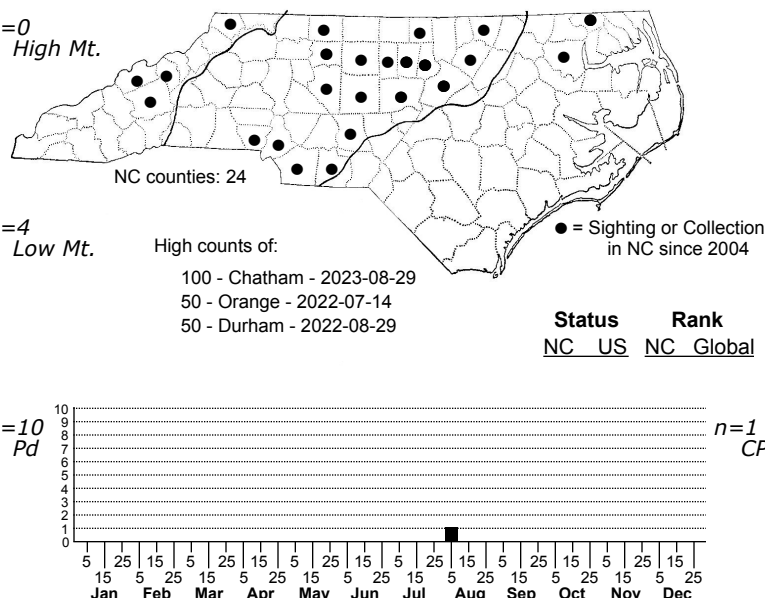 =0
High Mt.
NC counties: 24
=4
Low Mt.
High counts of:
100 - Chatham - 2023-08-29
50 - Orange - 2022-07-14
50 - Durham - 2022-08-29
● = Sighting or Collection
in NC since 2004
Status Rank
NC US NC Global
=10
Pd
n=1
CP
10
9
8
7
6
5
4
3
2
1
0
5 25 15 5 25 15 5 25 15 5 25 15 5 25 15 5 25 15
15 5 25 15 5 25 15 5 25 15 5 25 15 5 25 15 5 25
Jan Feb Mar Apr May Jun Jul Aug Sep Oct Nov Dec